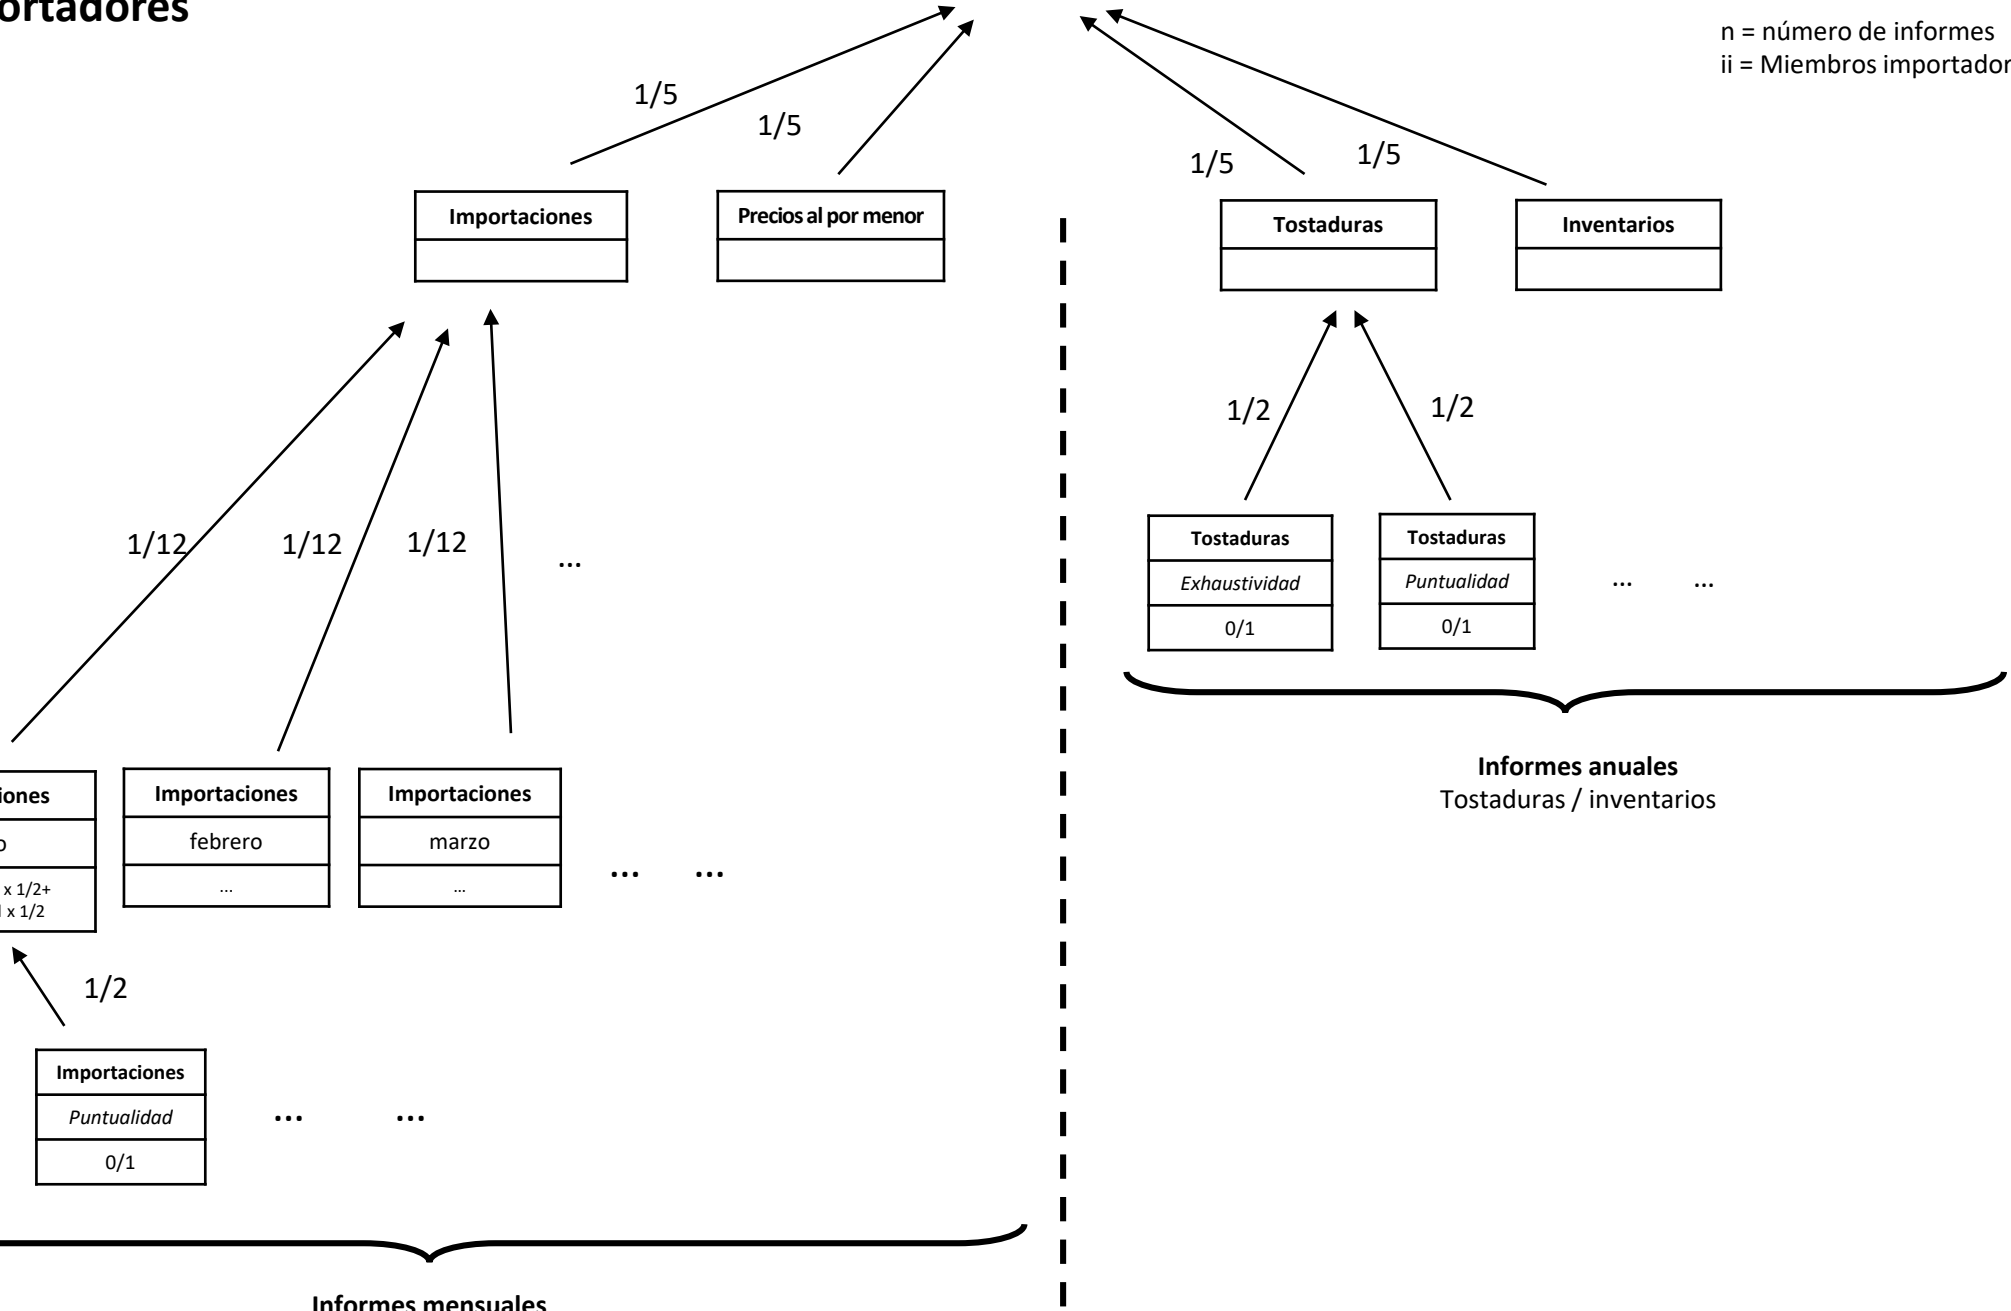 ortadores
n = número de informes
ii = Miembros importador
1/5
1/5
1/5
1/5
Importaciones
Precios al por menor
Tostaduras
Inventarios
1/2
1/2
1/12
1/12
1/12
...
Tostaduras
Exhaustividad
0/1
Tostaduras
Puntualidad
0/1
... ...
Informes anuales
Tostaduras / inventarios
iones
o
x 1/2+
l x 1/2
Importaciones
febrero
...
Importaciones
marzo
...
... ...
1/2
Importaciones
Puntualidad
0/1
... ...
Informes mensuales